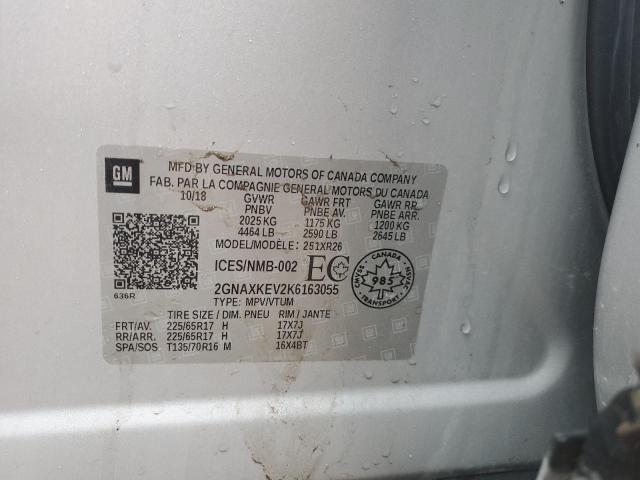 GM
MFD BY GENERAL MOTORS OF CANADA COMPANY
FAB. PAR LA COMPAGNIE GENERAL MOTORS DU CANADA
10/18 GVWR GAWR FRT GAWR RR
PNBV PNBE AV. PNBE ARR.
2025 KG 1175 KG 1200 KG
4464 LB 2590 LB 2645 LB
MODEL/MODÈLE: 251XR26
ICES/NMB-002 EC
2GNAXKEV2K6163055
TYPE: MPV/VTUM
636R
CANADA
985
TRANSPORT
TIRE SIZE / DIM. PNEU RIM / JANTE
FRT/AV. 225/65R17 H 17X7J
RR/ARR. 225/65R17 H 17X7J
SPA/SOS T135/70R16 M 16X4BT